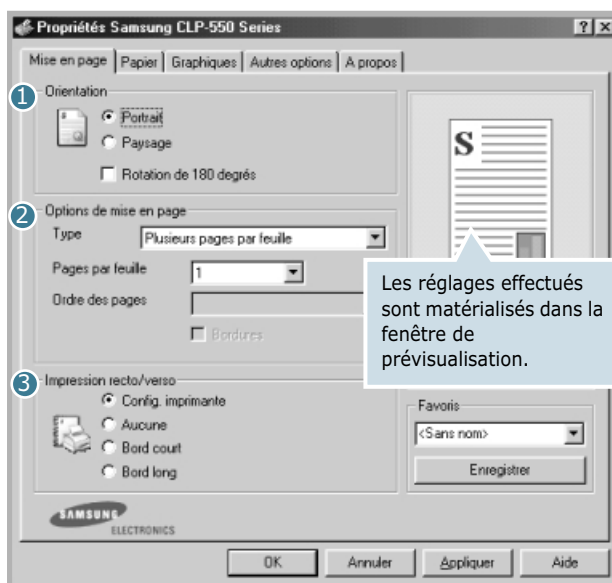 Propriétés Samsung CLP-550 Series
Mise en page Papier Graphiques Autres options A propos
1 Orientation
Portrait
Paysage
Rotation de 180 degrés
S
2 Options de mise en page
Type Plusieurs pages par feuille
Pages par feuille 1
Ordre des pages
Bordures
Les réglages effectués
sont matérialisés dans la
fenêtre de
prévisualisation.
3 Impression recto/verso
Config. imprimante
Aucune
Bord court
Bord long
Favoris
<Sans nom>
Enregistrer
SAMSUNG
ELECTRONICS
OK Annuler Appliquer Aide